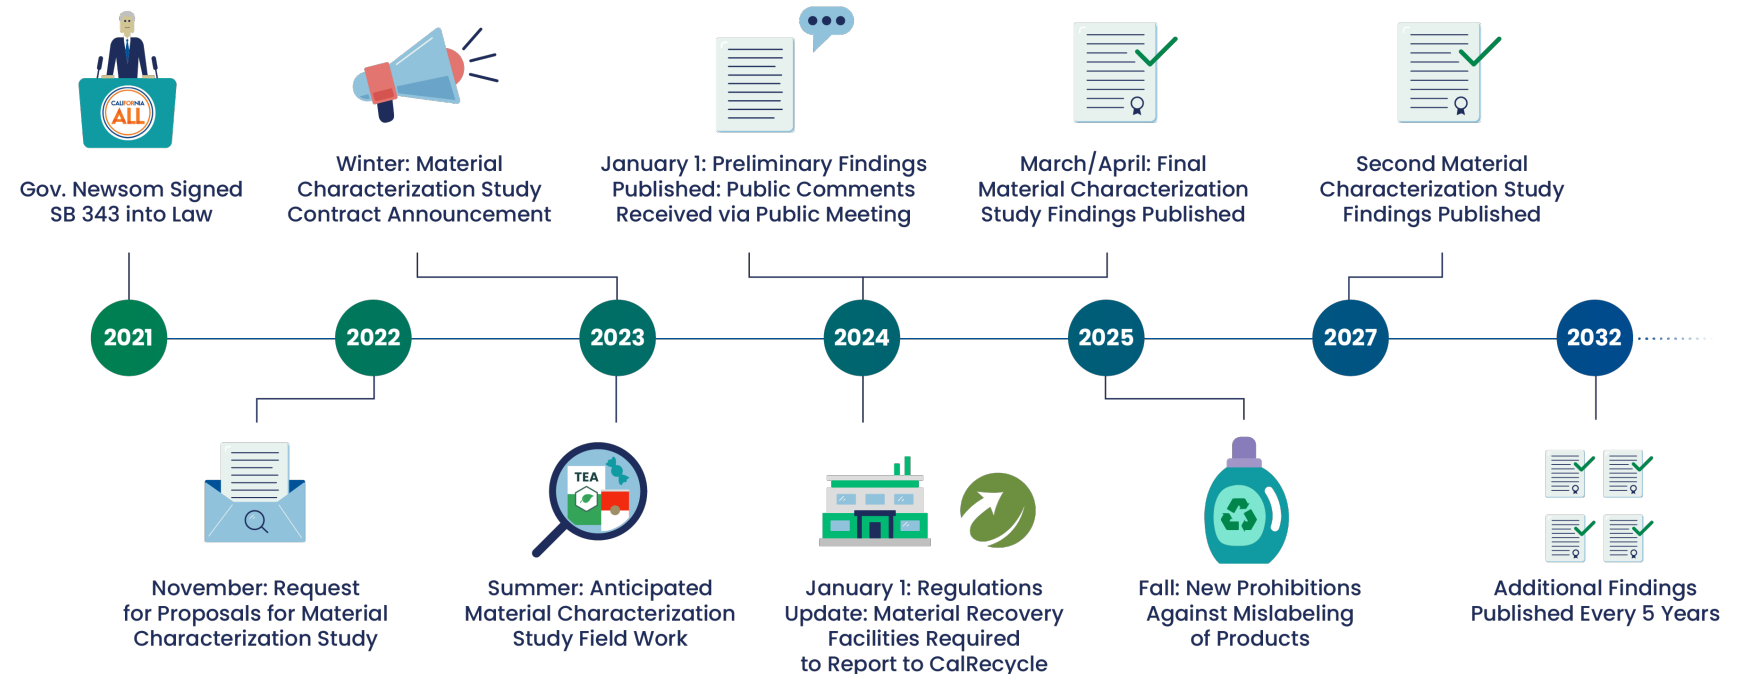 CALIFORNIA
ALL
Gov. Newsom Signed
SB 343 into Law
Winter: Material
Characterization Study
Contract Announcement
January 1: Preliminary Findings
Published: Public Comments
Received via Public Meeting
March/April: Final
Material Characterization
Study Findings Published
Second Material
Characterization Study
Findings Published
2021
2022
2023
2024
2025
2027
2032
November: Request
for Proposals for Material
Characterization Study
TEA
Summer: Anticipated
Material Characterization
Study Field Work
January 1: Regulations
Update: Material Recovery
Facilities Required
to Report to CalRecycle
Fall: New Prohibitions
Against Mislabeling
of Products
Additional Findings
Published Every 5 Years